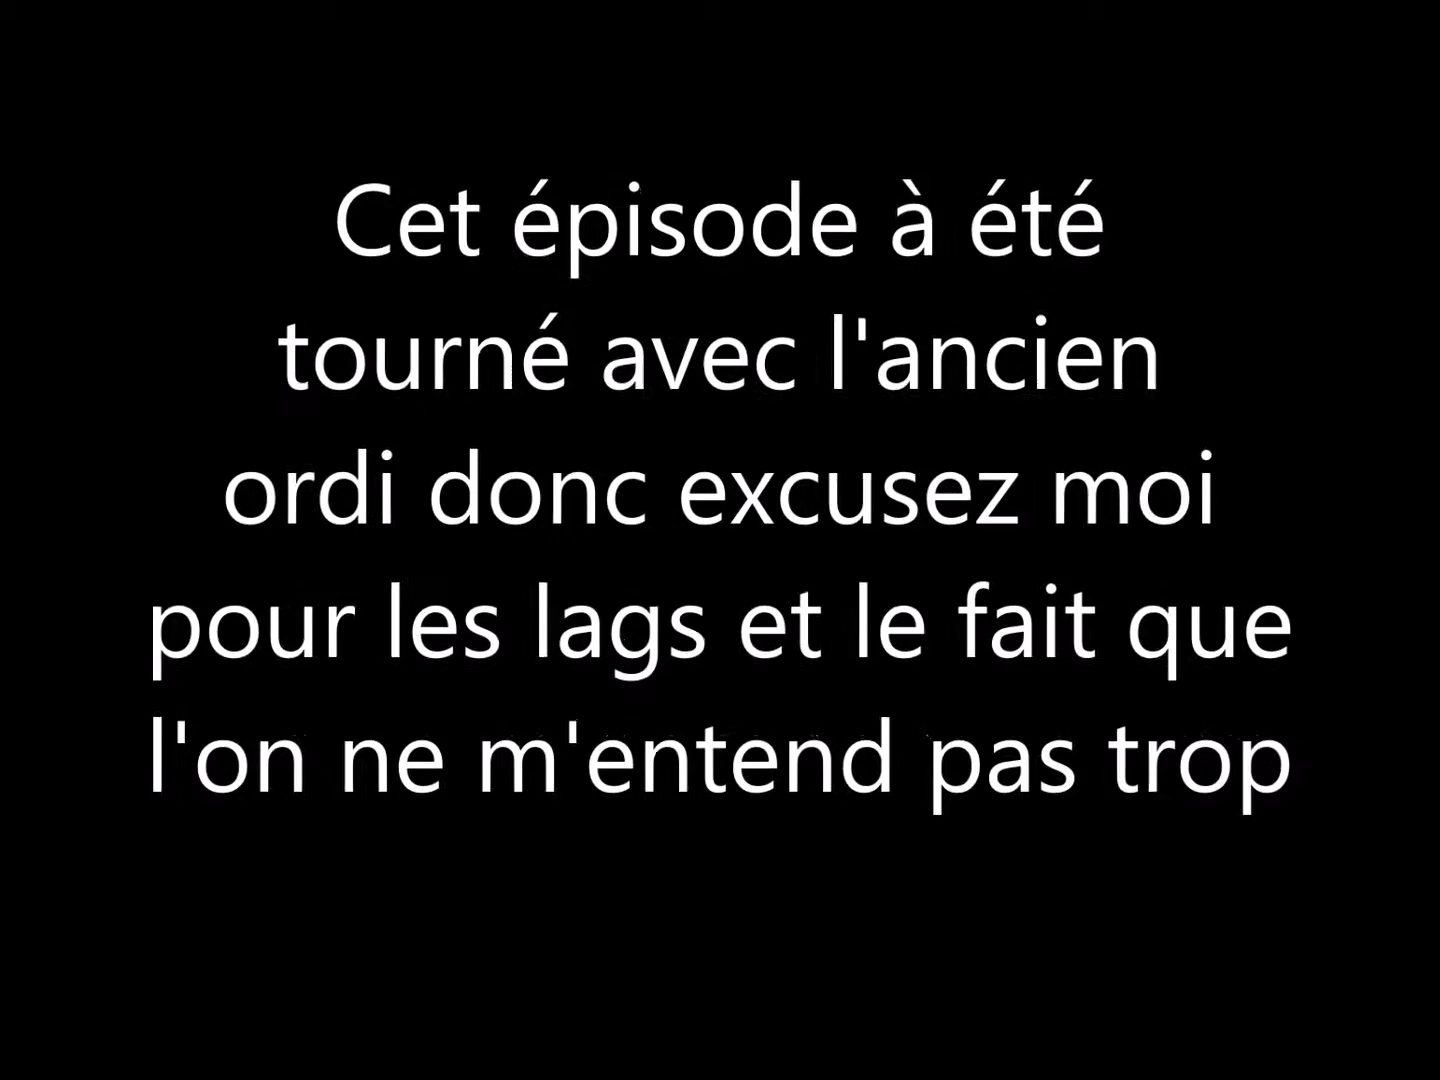 Cet épisode à été
tourné avec l'ancien
ordi donc excusez moi
pour les lags et le fait que
l'on ne m'entend pas trop